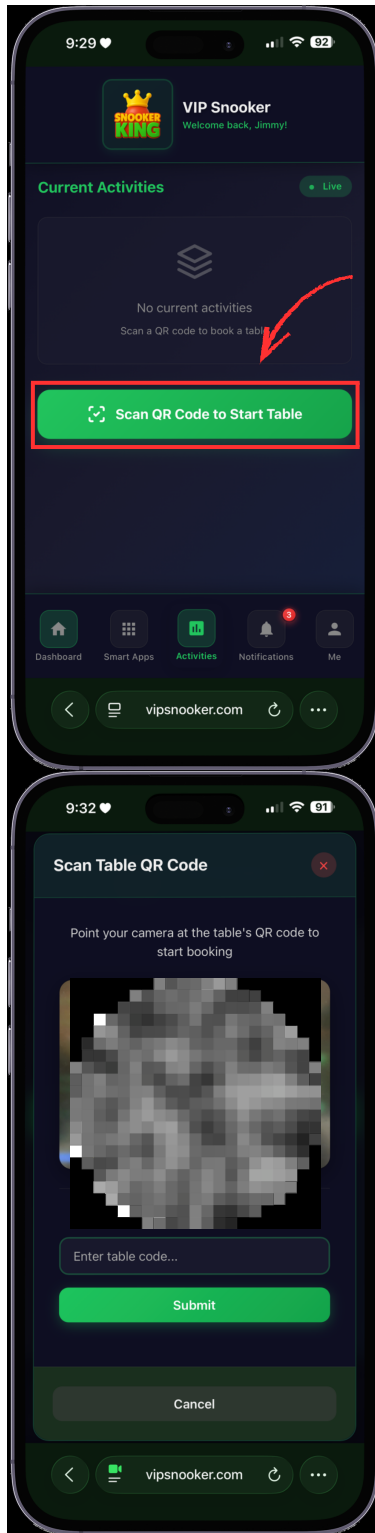 9:29
92
SNOOKER
KING
VIP Snooker
Welcome back, Jimmy!
Current Activities
Live
No current activities
Scan a QR code to book a table
Scan QR Code to Start Table
3
Dashboard
Smart Apps
Activities
Notifications
Me
vipsnooker.com
9:32
91
Scan Table QR Code
Point your camera at the table's QR code to
start booking
Enter table code...
Submit
Cancel
vipsnooker.com